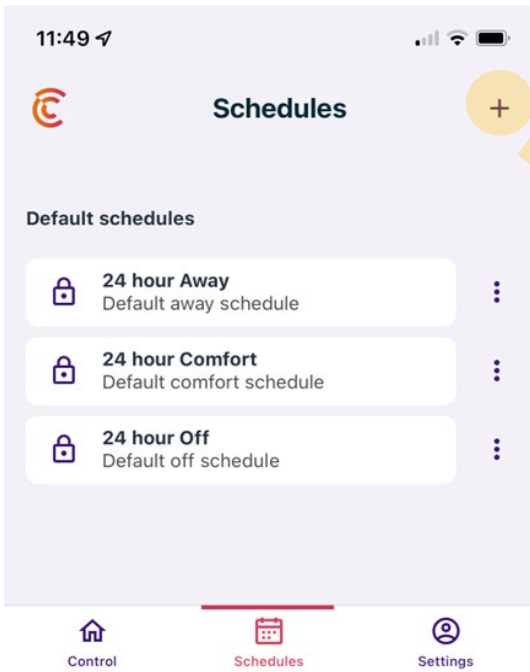 11:49
Schedules
+
Default schedules
24 hour Away
Default away schedule
24 hour Comfort
Default comfort schedule
24 hour Off
Default off schedule
Control Schedules Settings